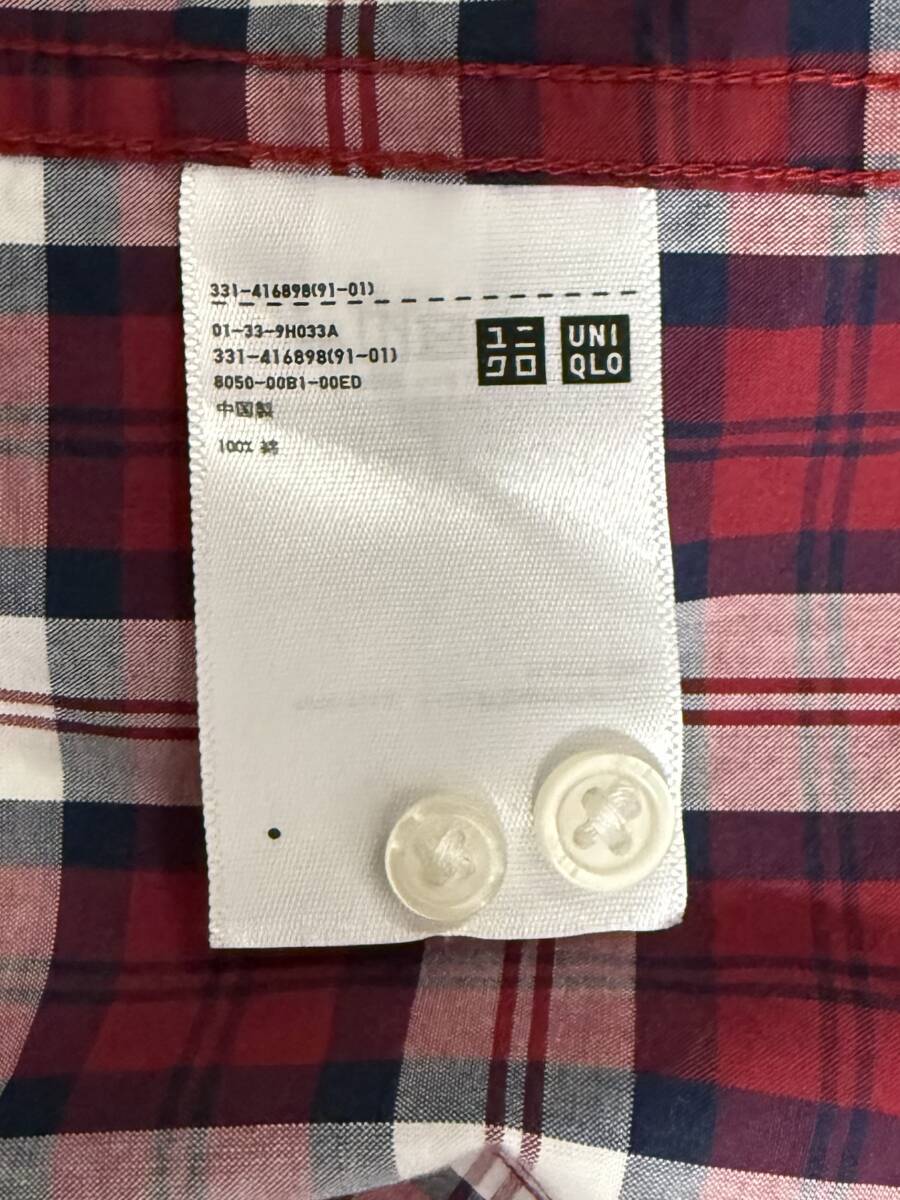 331-416898(91-01)
01-33-9H033A
331-416898(91-01)
8050-00B1-00ED
中国製
100% 綿
ユニ
クロ
UNI
QLO